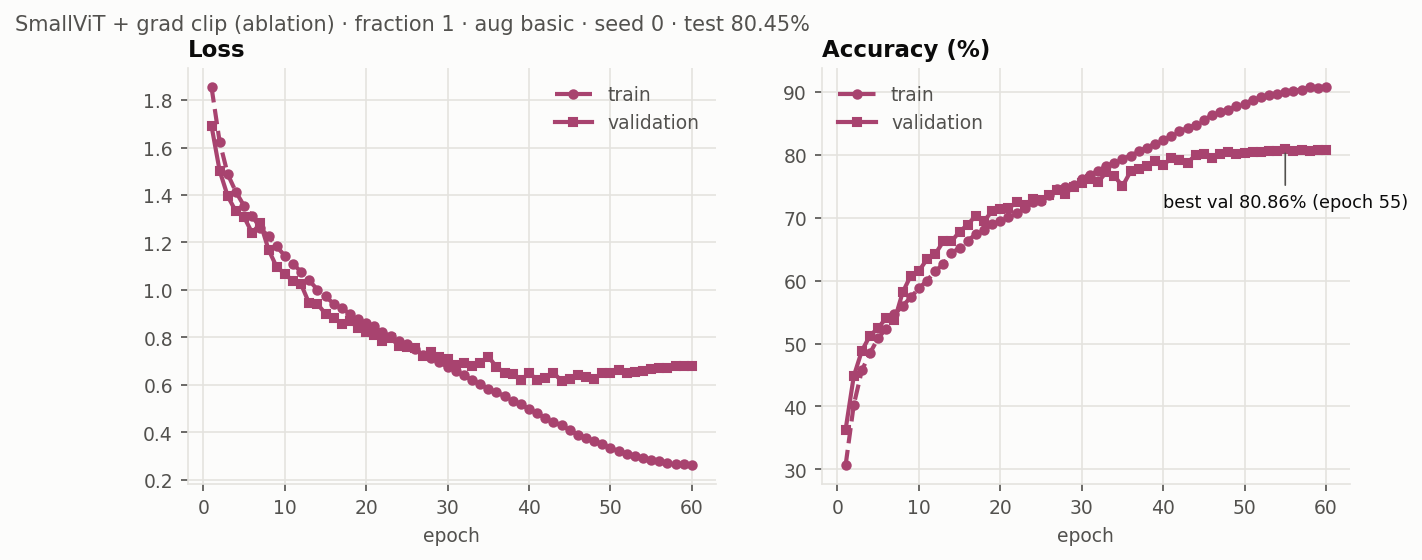 SmallViT + grad clip (ablation) · fraction 1 · aug basic · seed 0 · test 80.45%
Loss
train
validation
1.8
1.6
1.4
1.2
1.0
0.8
0.6
0.4
0.2
0 10 20 30 40 50 60
epoch
Accuracy (%)
train
validation
90
80
70
60
50
40
30
best val 80.86% (epoch 55)
0 10 20 30 40 50 60
epoch